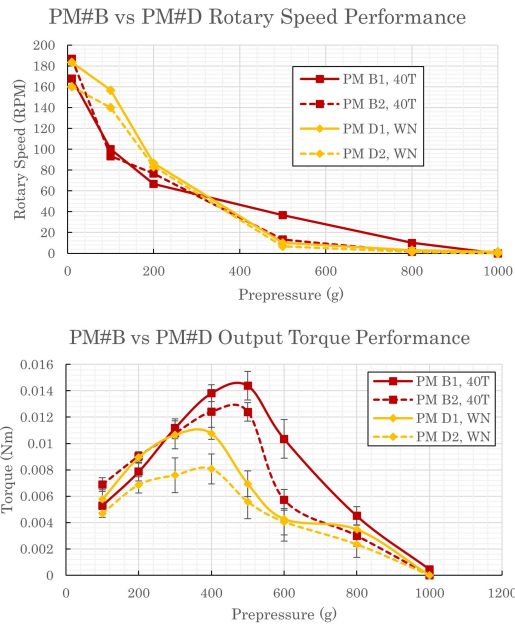 PM#B vs PM#D Rotary Speed Performance
200
180
160
140
120
100
80
60
40
20
0
Rotary Speed (RPM)
PM B1, 40T
PM B2, 40T
PM D1, WN
PM D2, WN
0 200 400 600 800 1000
Prepressure (g)
PM#B vs PM#D Output Torque Performance
0.016
0.014
0.012
0.01
0.008
0.006
0.004
0.002
0
Torque (Nm)
PM B1, 40T
PM B2, 40T
PM D1, WN
PM D2, WN
0 200 400 600 800 1000 1200
Prepressure (g)